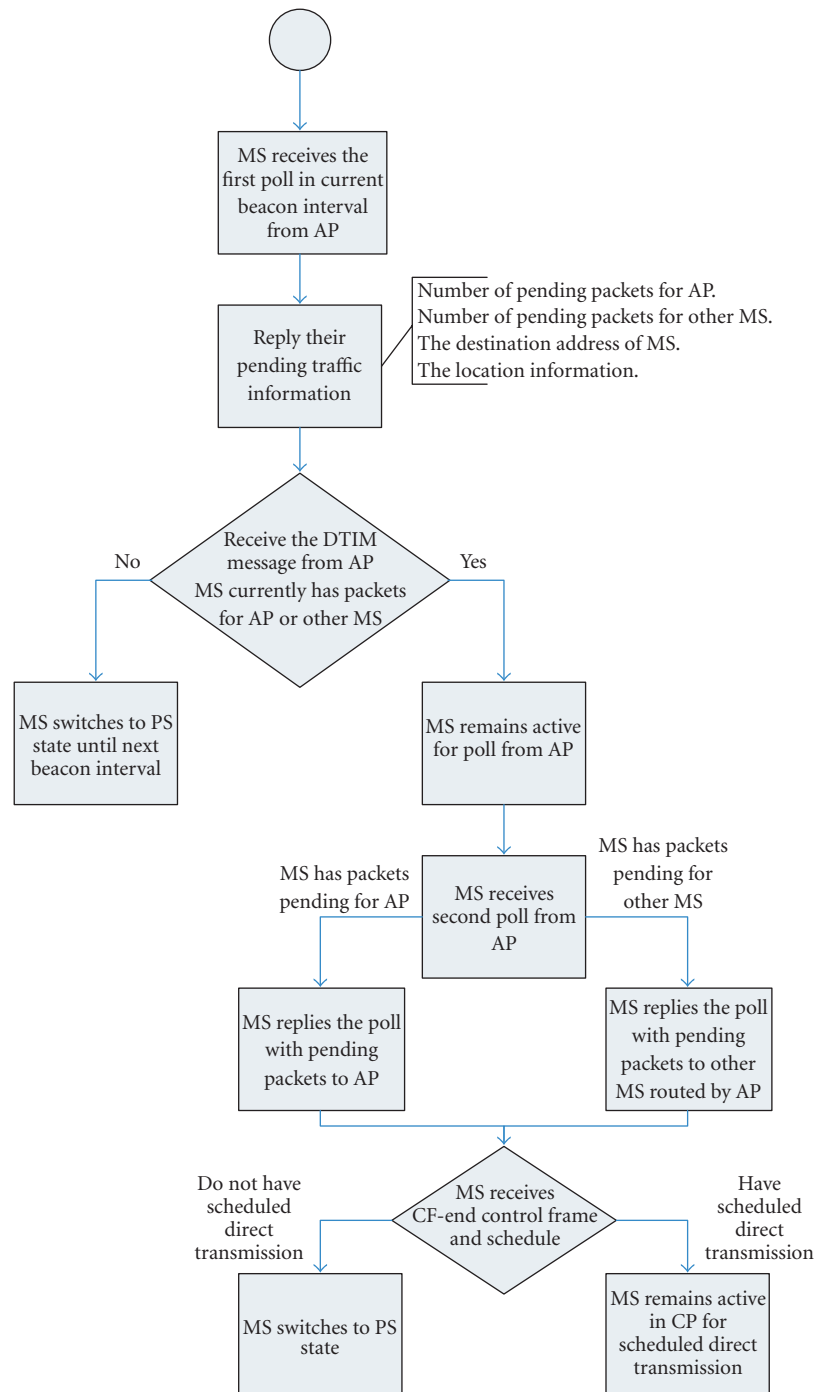 MS receives the
first poll in current
beacon interval
from AP
Number of pending packets for AP.
Number of pending packets for other MS.
The destination address of MS.
The location information.
Reply their
pending traffic
information
Receive the DTIM
message from AP
MS currently has packets
for AP or other MS
No
Yes
MS switches to PS
state until next
beacon interval
MS remains active
for poll from AP
MS has packets
pending for AP
MS receives
second poll from
AP
MS has packets
pending for
other MS
MS replies the poll
with pending
packets to AP
MS replies the poll
with pending
packets to other
MS routed by AP
Do not have
scheduled
direct
transmission
MS receives
CF-end control frame
and schedule
Have
scheduled
direct
transmission
MS switches to PS
state
MS remains active
in CP for
scheduled direct
transmission